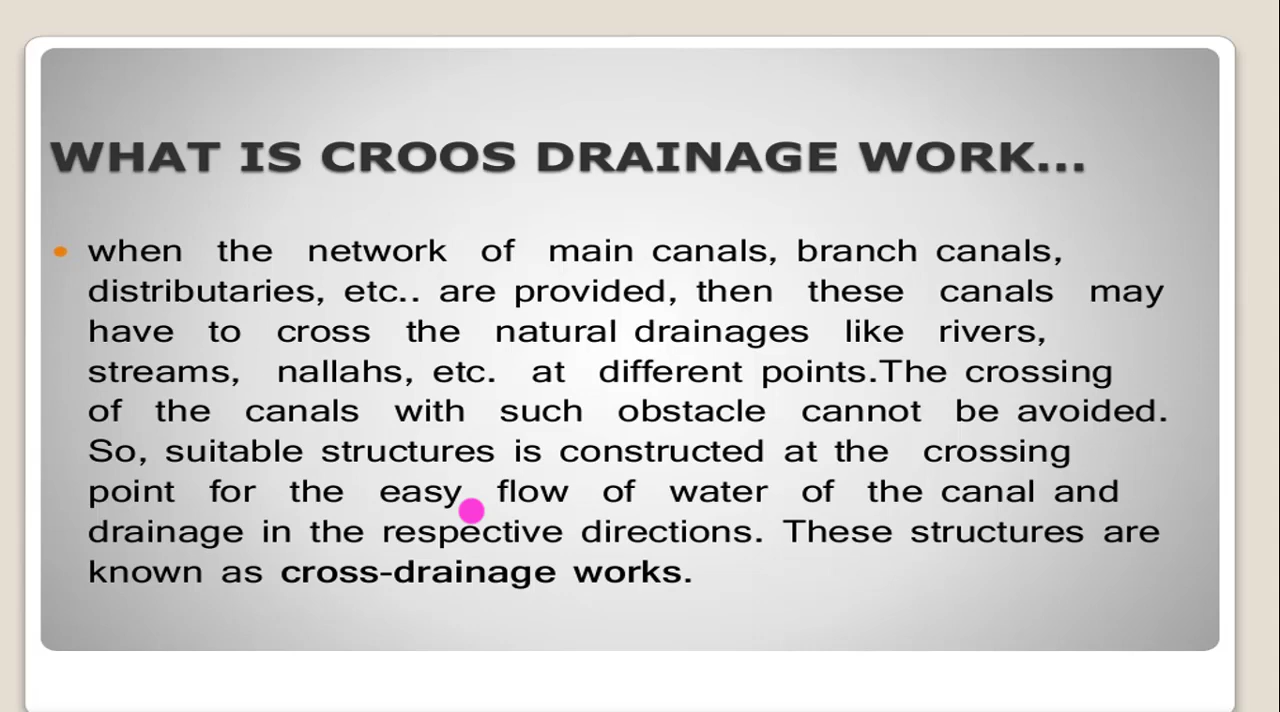 WHAT IS CROOS DRAINAGE WORK...
when the network of main canals, branch canals,
distributaries, etc.. are provided, then these canals may
have to cross the natural drainages like rivers,
streams, nallahs, etc. at different points.The crossing
of the canals with such obstacle cannot be avoided.
So, suitable structures is constructed at the crossing
point for the easy flow of water of the canal and
drainage in the respective directions. These structures are
known as cross-drainage works.